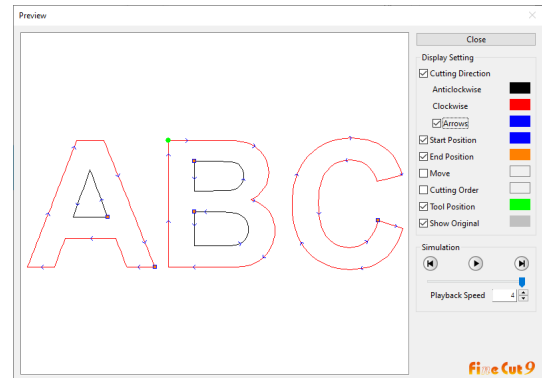 Preview
Close
Display Setting
Cutting Direction
Anticlockwise
Clockwise
Arrows
Start Position
End Position
Move
Cutting Order
Tool Position
Show Original
Simulation
Playback Speed 4
ABC
FineCut9